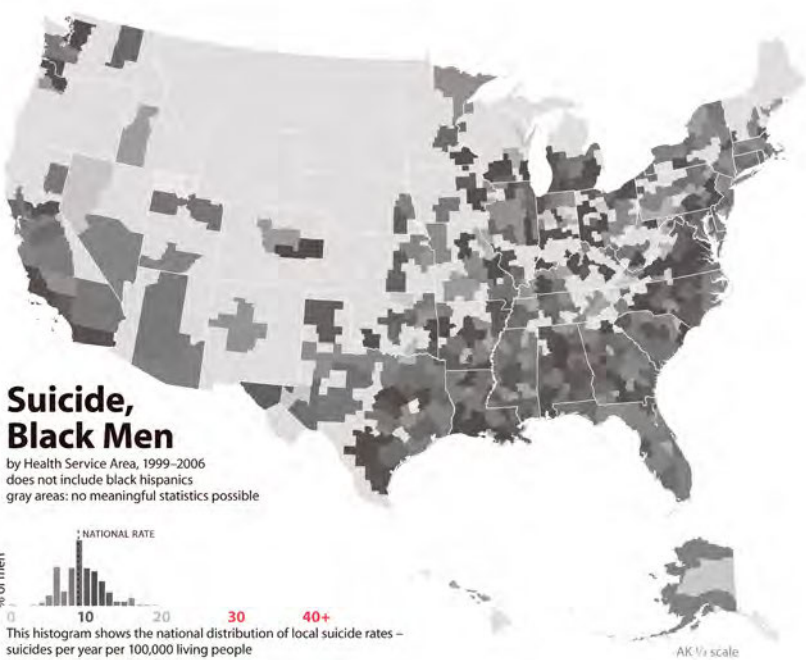 Suicide,
Black Men
by Health Service Area, 1999–2006
does not include black hispanics
gray areas: no meaningful statistics possible
NATIONAL RATE
% of men
0 10 20 30 40+
This histogram shows the national distribution of local suicide rates –
suicides per year per 100,000 living people
AK ⅓ scale